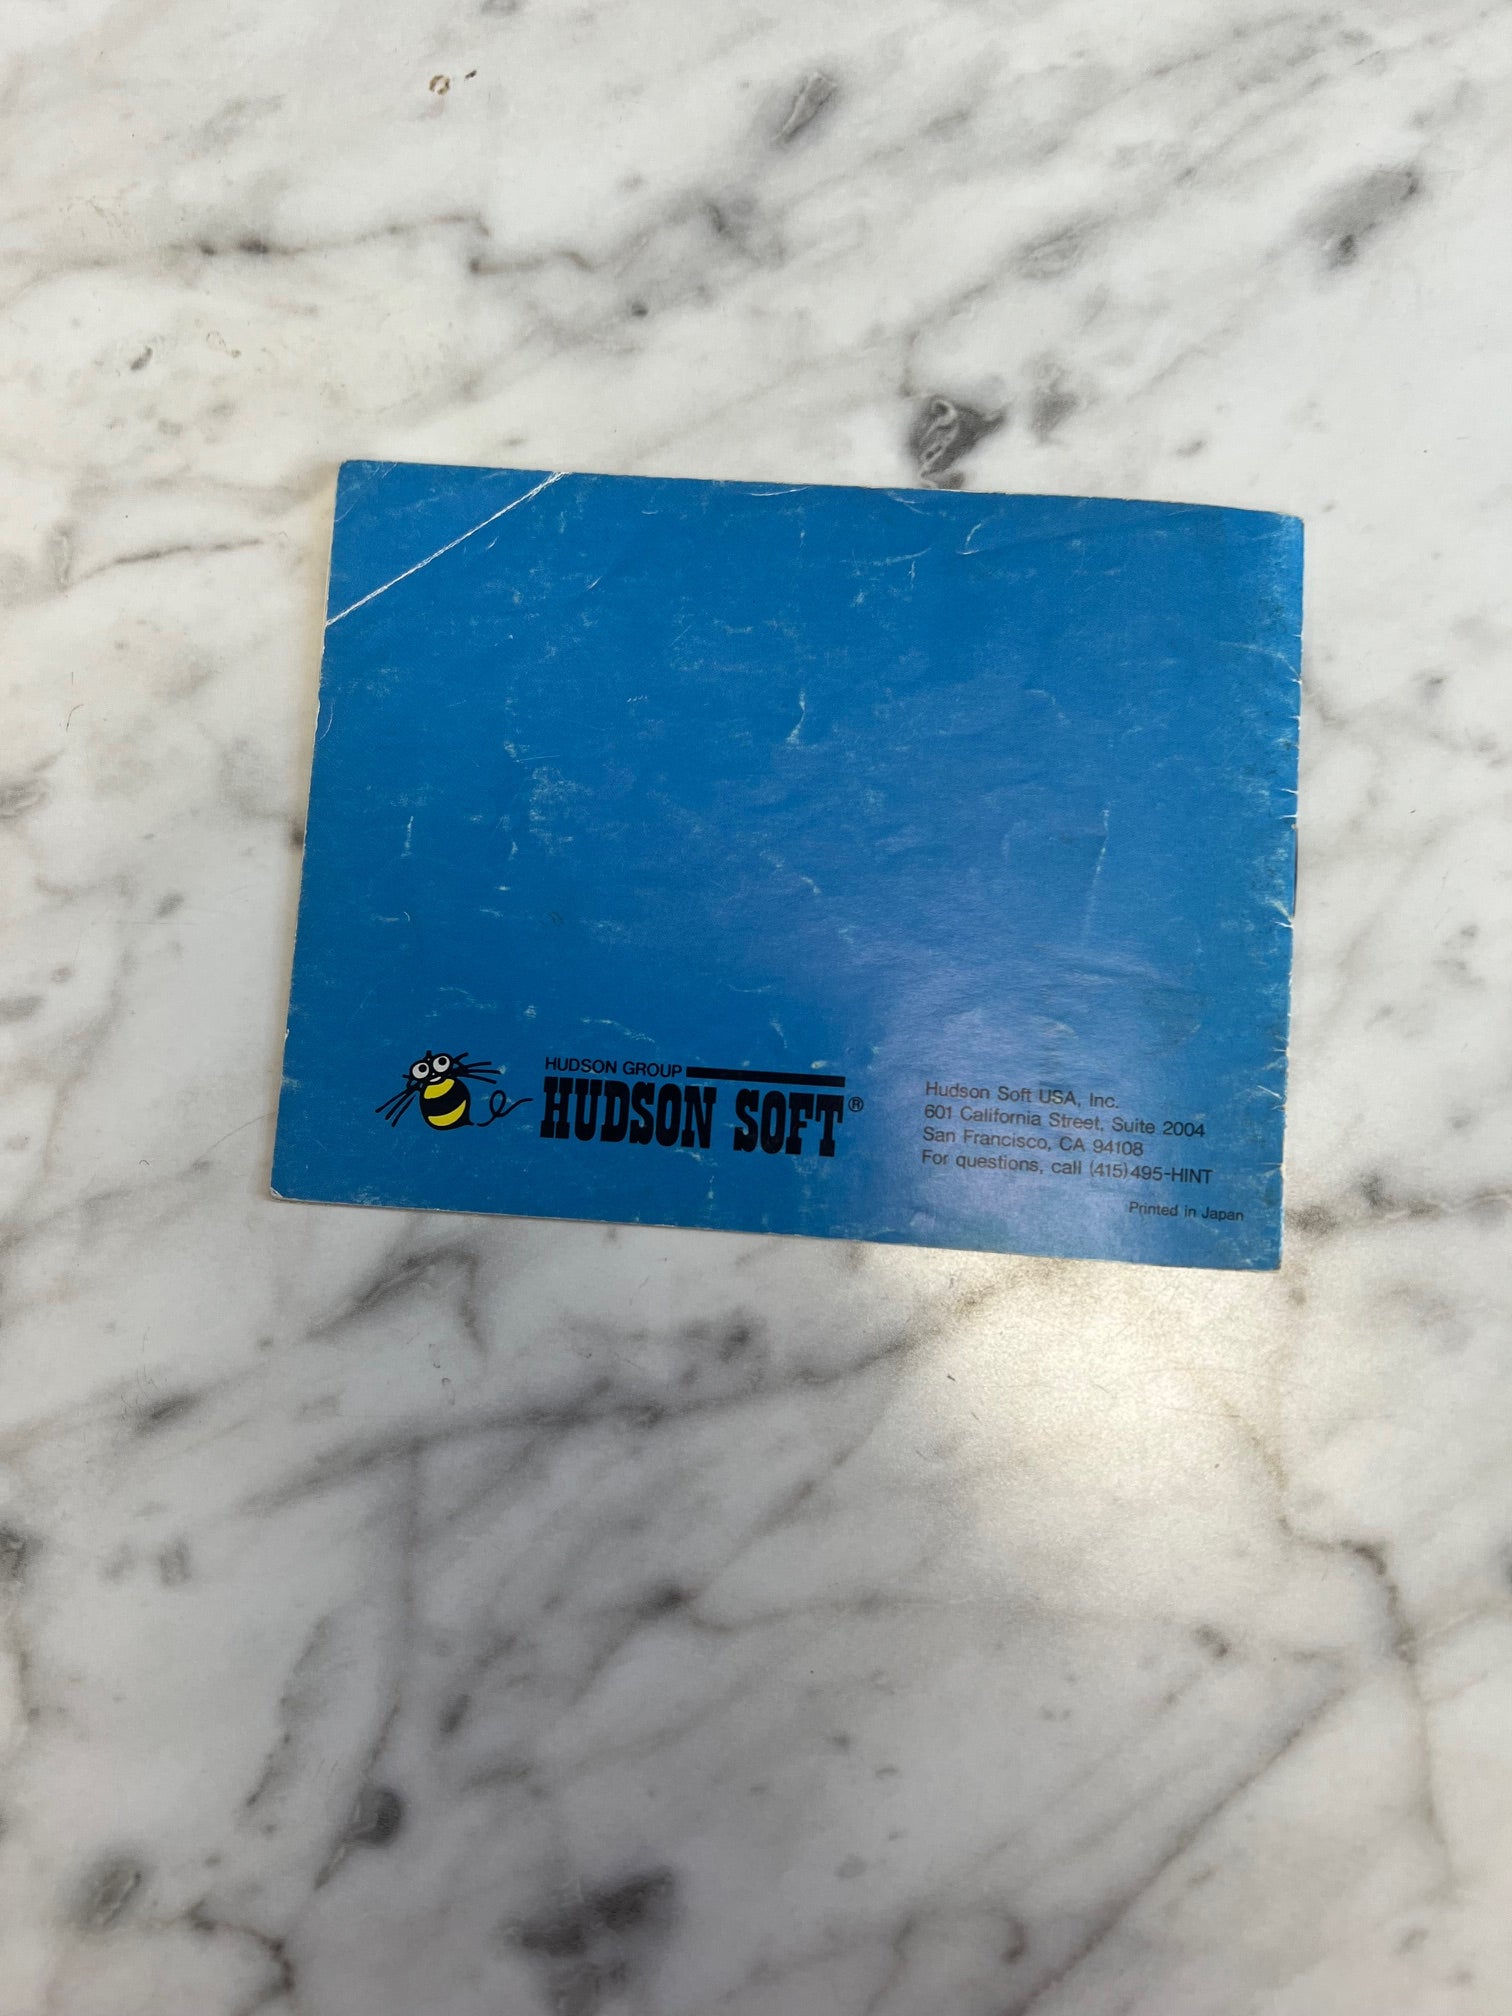 HUDSON GROUP
HUDSON SOFT®
Hudson Soft USA, Inc.
601 California Street, Suite 2004
San Francisco, CA 94108
For questions, call (415)495-HINT
Printed in Japan